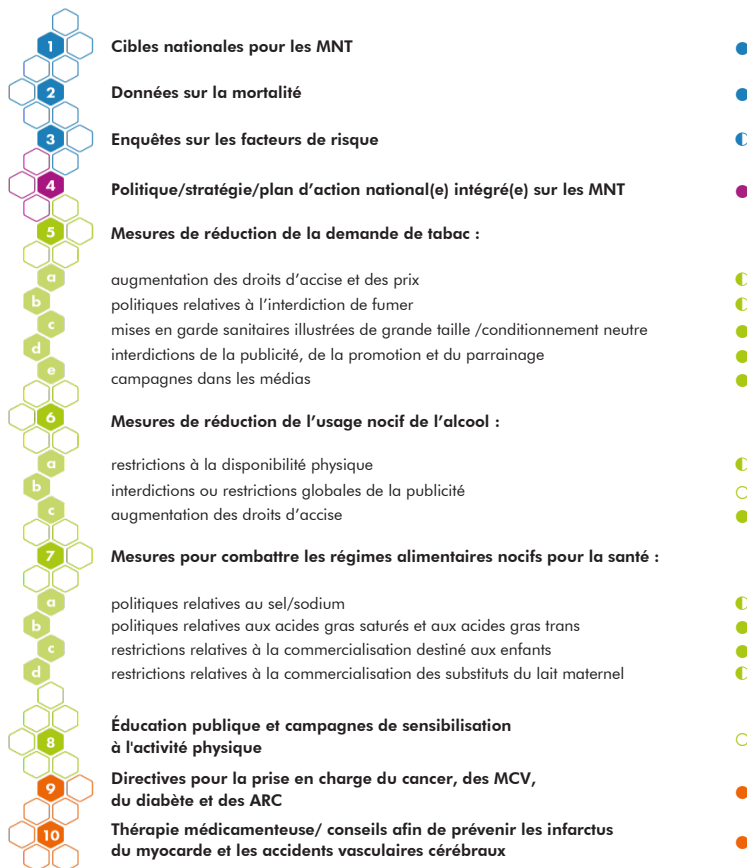 1 Cibles nationales pour les MNT
2 Données sur la mortalité
3 Enquêtes sur les facteurs de risque
4 Politique/stratégie/plan d'action national(e) intégré(e) sur les MNT
5 Mesures de réduction de la demande de tabac :
a augmentation des droits d'accise et des prix
b politiques relatives à l'interdiction de fumer
c mises en garde sanitaires illustrées de grande taille /conditionnement neutre
d interdictions de la publicité, de la promotion et du parrainage
e campagnes dans les médias
6 Mesures de réduction de l'usage nocif de l'alcool :
a restrictions à la disponibilité physique
b interdictions ou restrictions globales de la publicité
c augmentation des droits d'accise
7 Mesures pour combattre les régimes alimentaires nocifs pour la santé :
a politiques relatives au sel/sodium
b politiques relatives aux acides gras saturés et aux acides gras trans
c restrictions relatives à la commercialisation destiné aux enfants
d restrictions relatives à la commercialisation des substituts du lait maternel
8 Éducation publique et campagnes de sensibilisation
à l'activité physique
9 Directives pour la prise en charge du cancer, des MCV,
du diabète et des ARC
10 Thérapie médicamenteuse/ conseils afin de prévenir les infarctus
du myocarde et les accidents vasculaires cérébraux